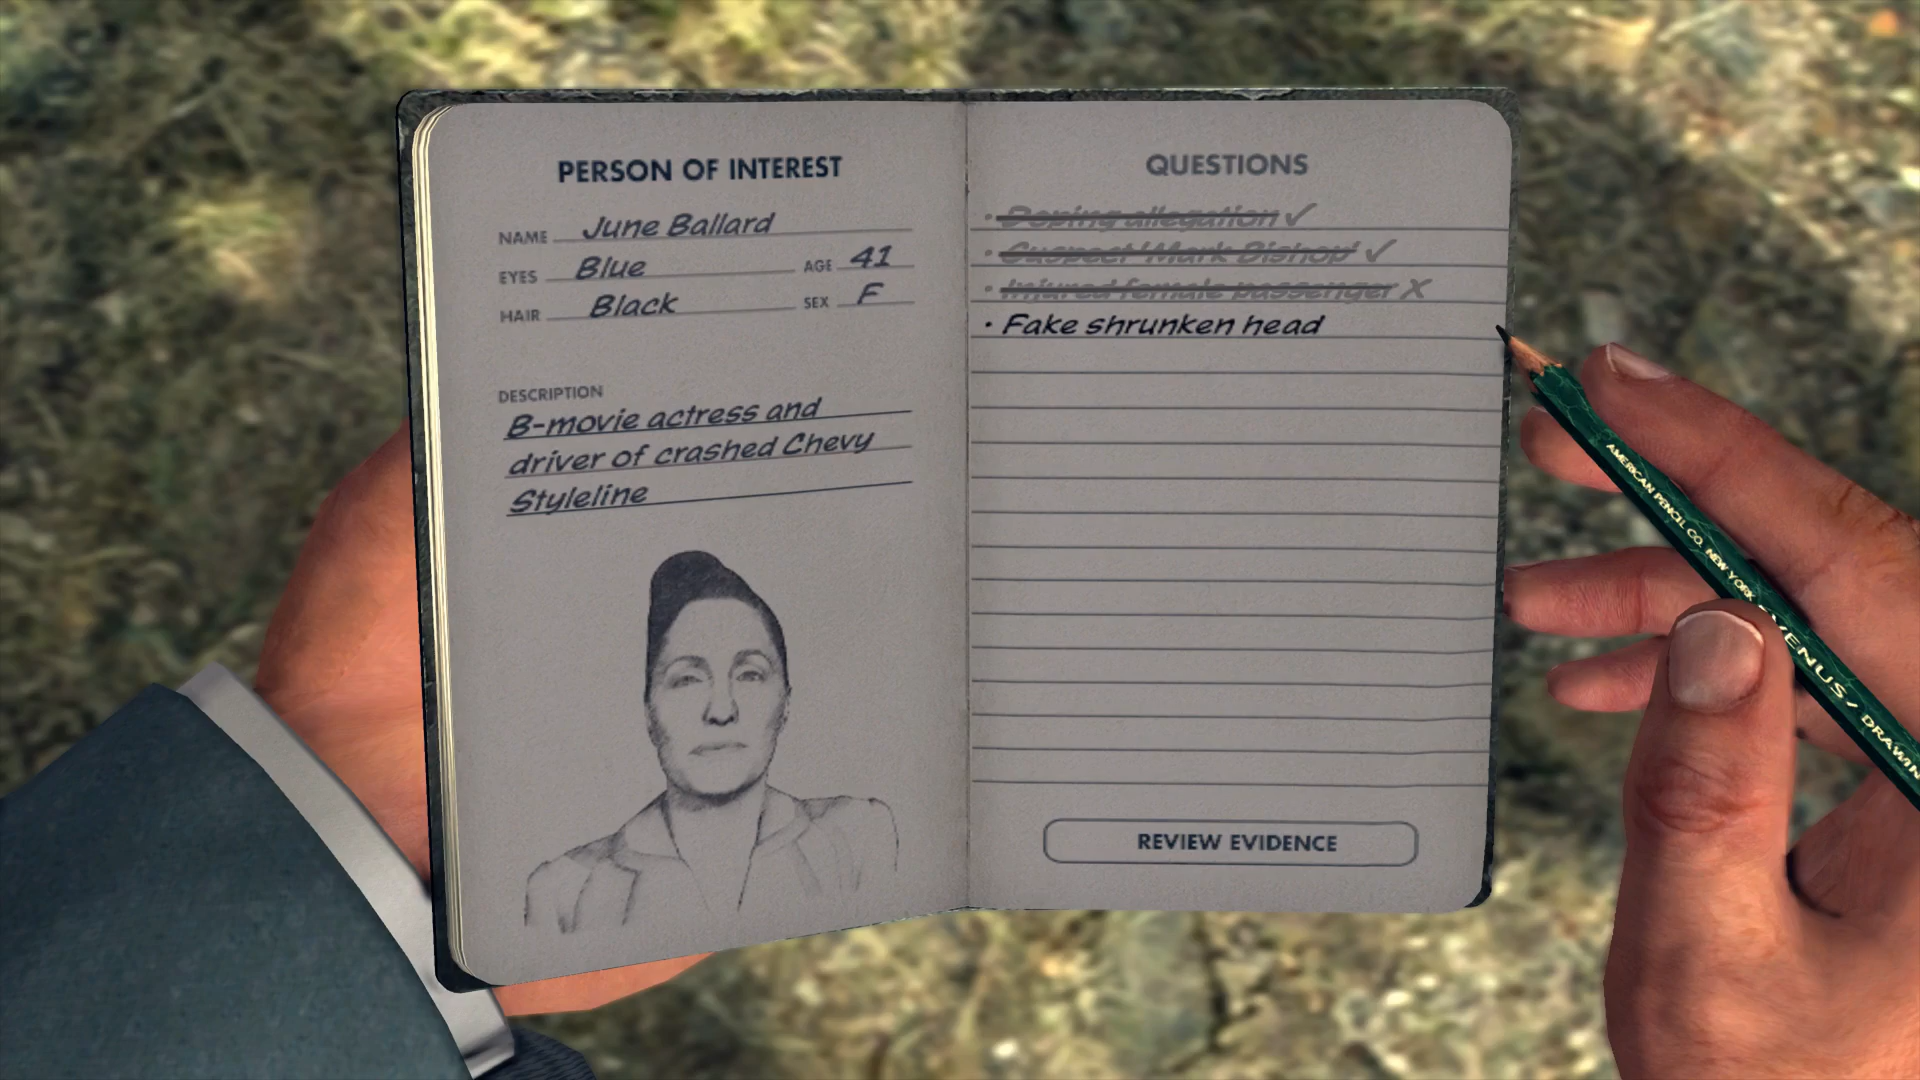 PERSON OF INTEREST
NAME June Ballard
EYES Blue AGE 41
HAIR Black SEX F
DESCRIPTION
B-movie actress and
driver of crashed Chevy
Styleline
QUESTIONS
• Doping allegation ✓
• Suspect Mark Bishop ✓
• Injured female passenger X
• Fake shrunken head
REVIEW EVIDENCE
AMERICAN PENCIL CO. NEW YORK VENUS / DRAWIN